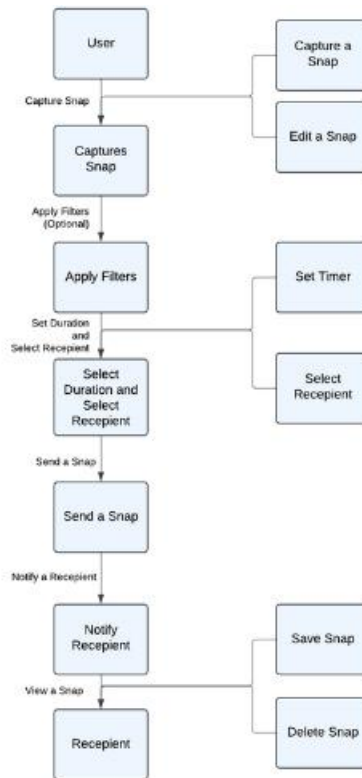 User
Capture a
Snap
Capture Snap
Edit a Snap
Captures
Snap
Apply Filters
(Optional)
Apply Filters
Set Timer
Set Duration
and
Select Recepient
Select
Duration and
Select
Recepient
Select
Recepient
Send a Snap
Send a Snap
Notify a Recepient
Notify
Recepient
Save Snap
View a Snap
Recepient
Delete Snap